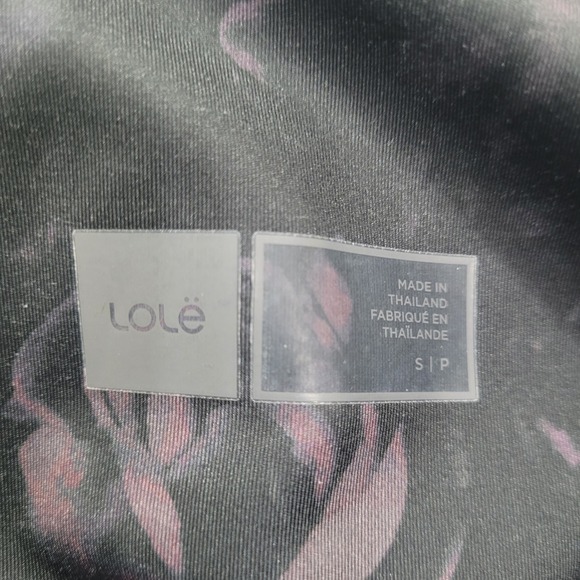 Lolë
MADE IN
THAILAND
FABRIQUÉ EN
THAÏLANDE
S | P